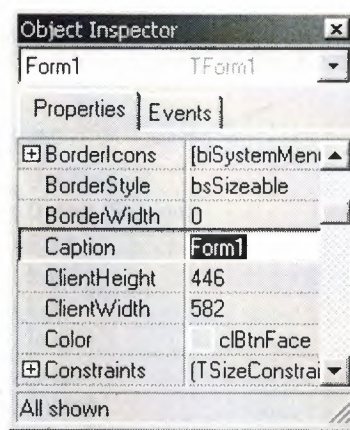 Object Inspector
Form1 TForm1
Properties Events
BorderIcons [biSystemMenu
BorderStyle bsSizeable
BorderWidth 0
Caption Form1
ClientHeight 446
ClientWidth 582
Color clBtnFace
Constraints (TSizeConstrai
All shown